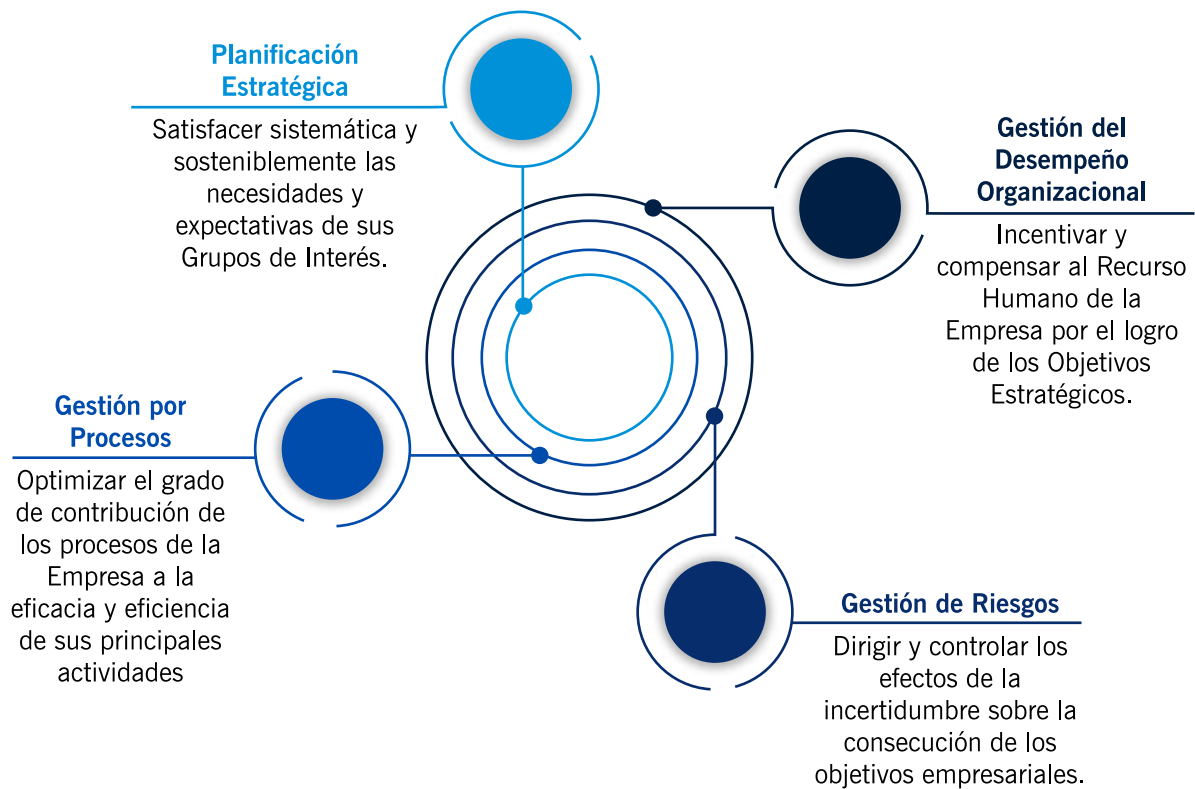 Planificación
Estratégica
Satisfacer sistemática y
sosteniblemente las
necesidades y
expectativas de sus
Grupos de Interés.
Gestión del
Desempeño
Organizacional
Incentivar y
compensar al Recurso
Humano de la
Empresa por el logro
de los Objetivos
Estratégicos.
Gestión por
Procesos
Optimizar el grado
de contribución de
los procesos de la
Empresa a la
eficacia y eficiencia
de sus principales
actividades
Gestión de Riesgos
Dirigir y controlar los
efectos de la
incertidumbre sobre la
consecución de los
objetivos empresariales.